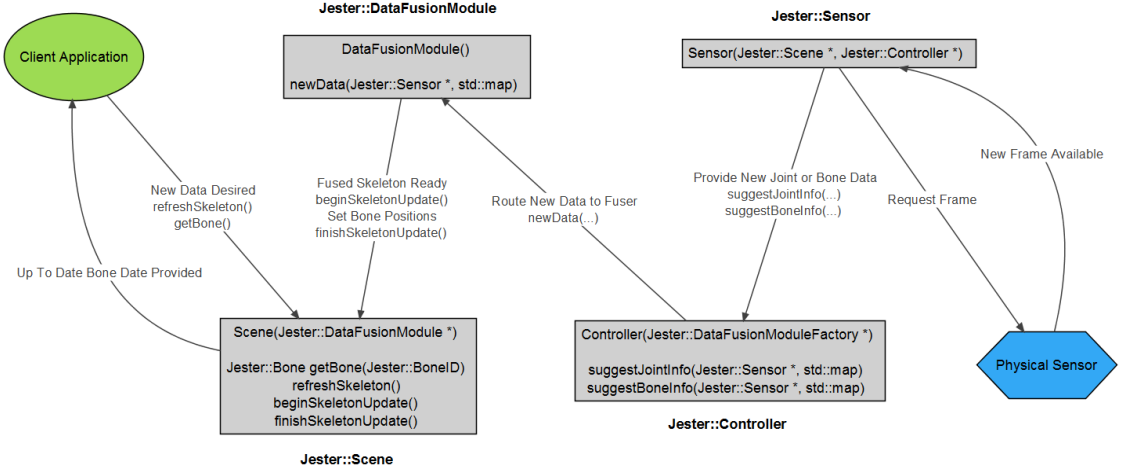 Jester::DataFusionModule
Jester::Sensor
Client Application
DataFusionModule()
newData(Jester::Sensor *, std::map)
Sensor(Jester::Scene *, Jester::Controller *)
New Data Desired
refreshSkeleton()
getBone()
Fused Skeleton Ready
beginSkeletonUpdate()
Set Bone Positions
finishSkeletonUpdate()
Route New Data to Fuser
newData(...)
Provide New Joint or Bone Data
suggestJointInfo(...)
suggestBoneInfo(...)
New Frame Available
Request Frame
Up To Date Bone Date Provided
Scene(Jester::DataFusionModule *)
Jester::Bone getBone(Jester::BoneID)
refreshSkeleton()
beginSkeletonUpdate()
finishSkeletonUpdate()
Jester::Scene
Controller(Jester::DataFusionModuleFactory *)
suggestJointInfo(Jester::Sensor *, std::map)
suggestBoneInfo(Jester::Sensor *, std::map)
Jester::Controller
Physical Sensor